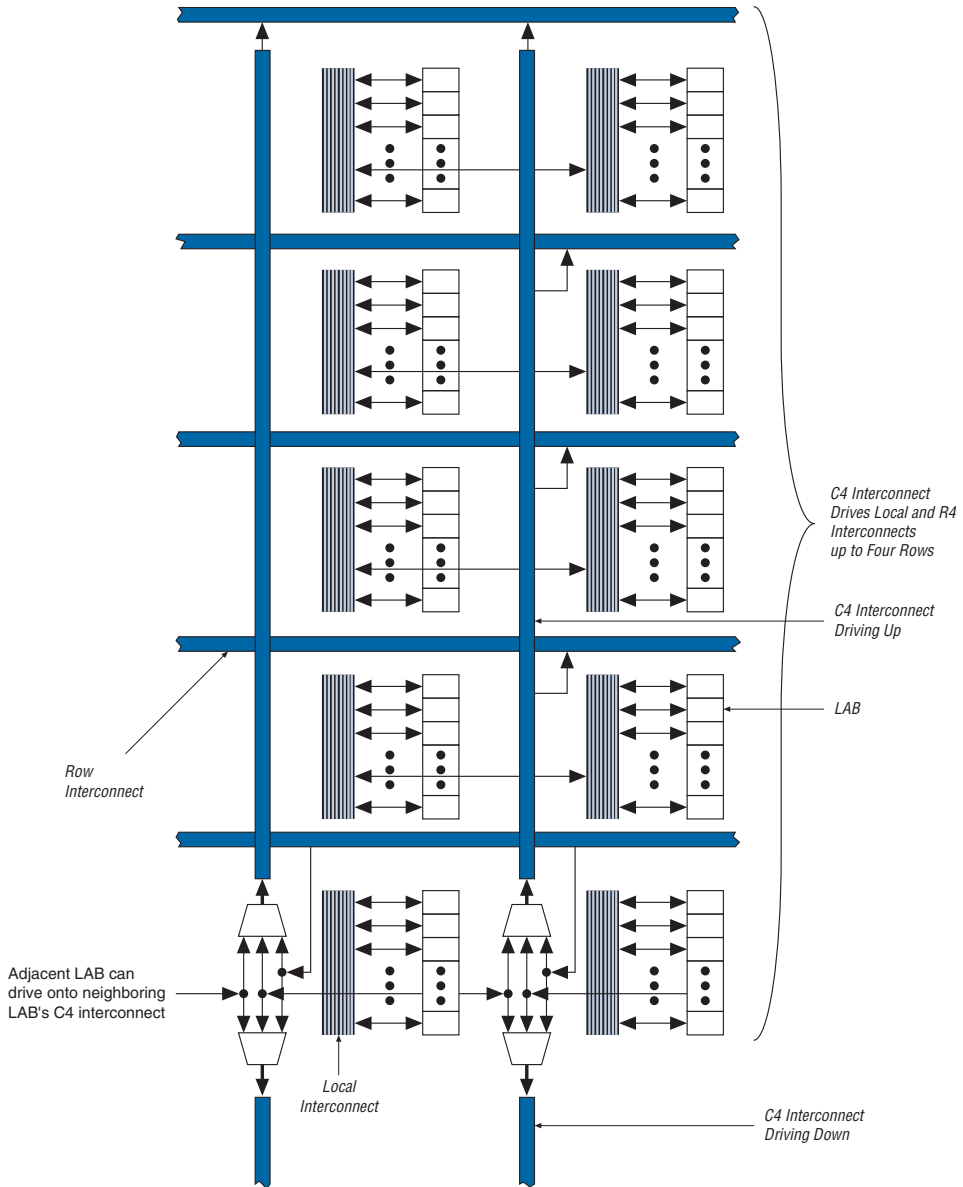 C4 Interconnect
Drives Local and R4
Interconnects
up to Four Rows
C4 Interconnect
Driving Up
LAB
Row
Interconnect
Adjacent LAB can
drive onto neighboring
LAB's C4 interconnect
Local
Interconnect
C4 Interconnect
Driving Down